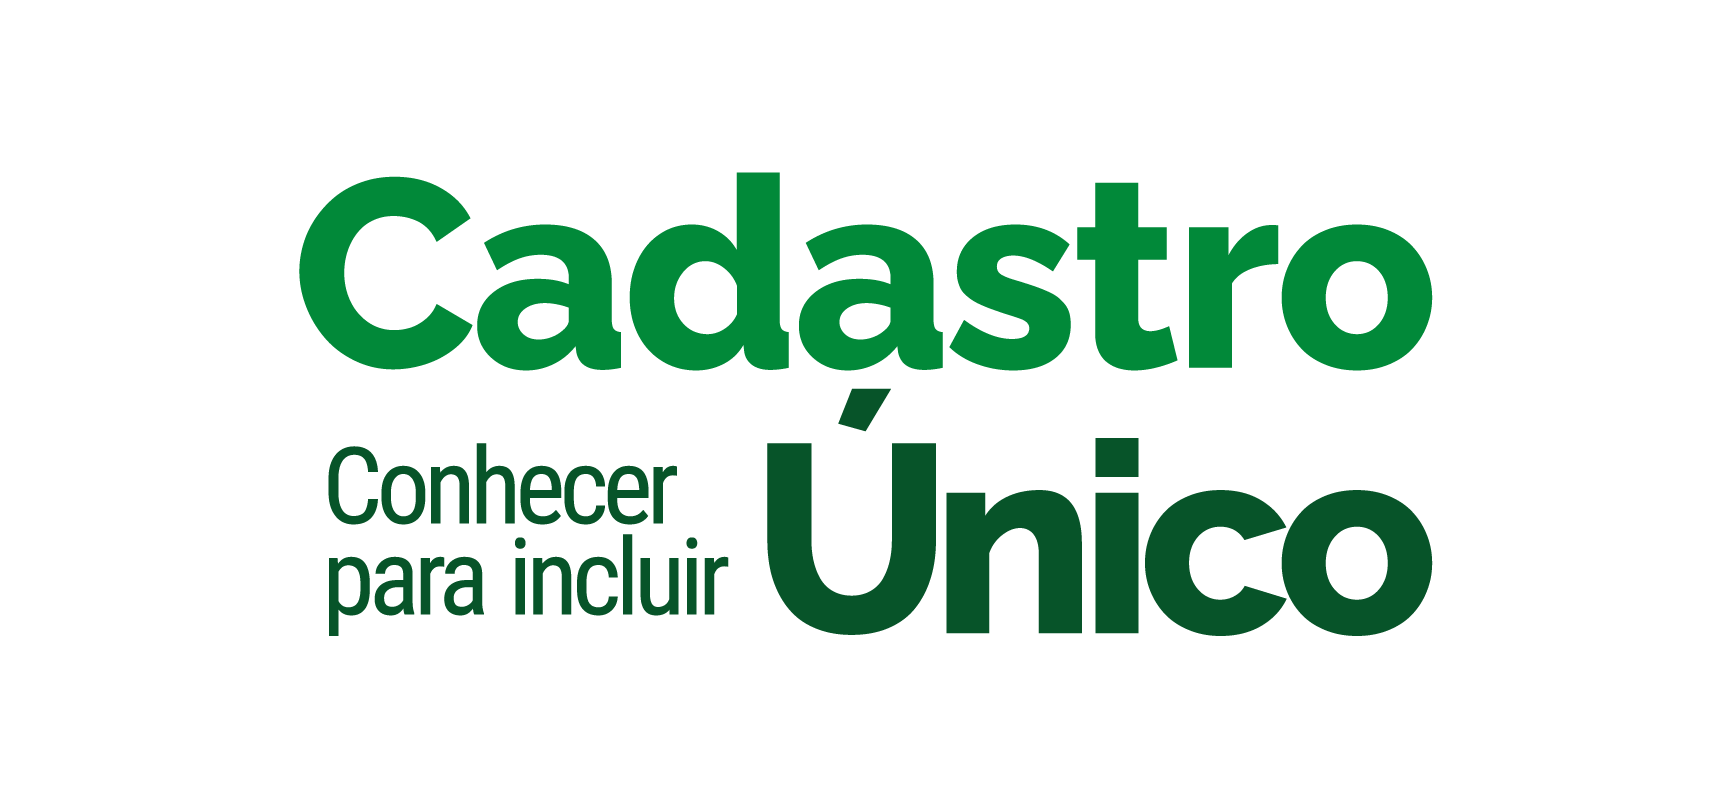 Cadastro
Conhecer
para incluir
Único